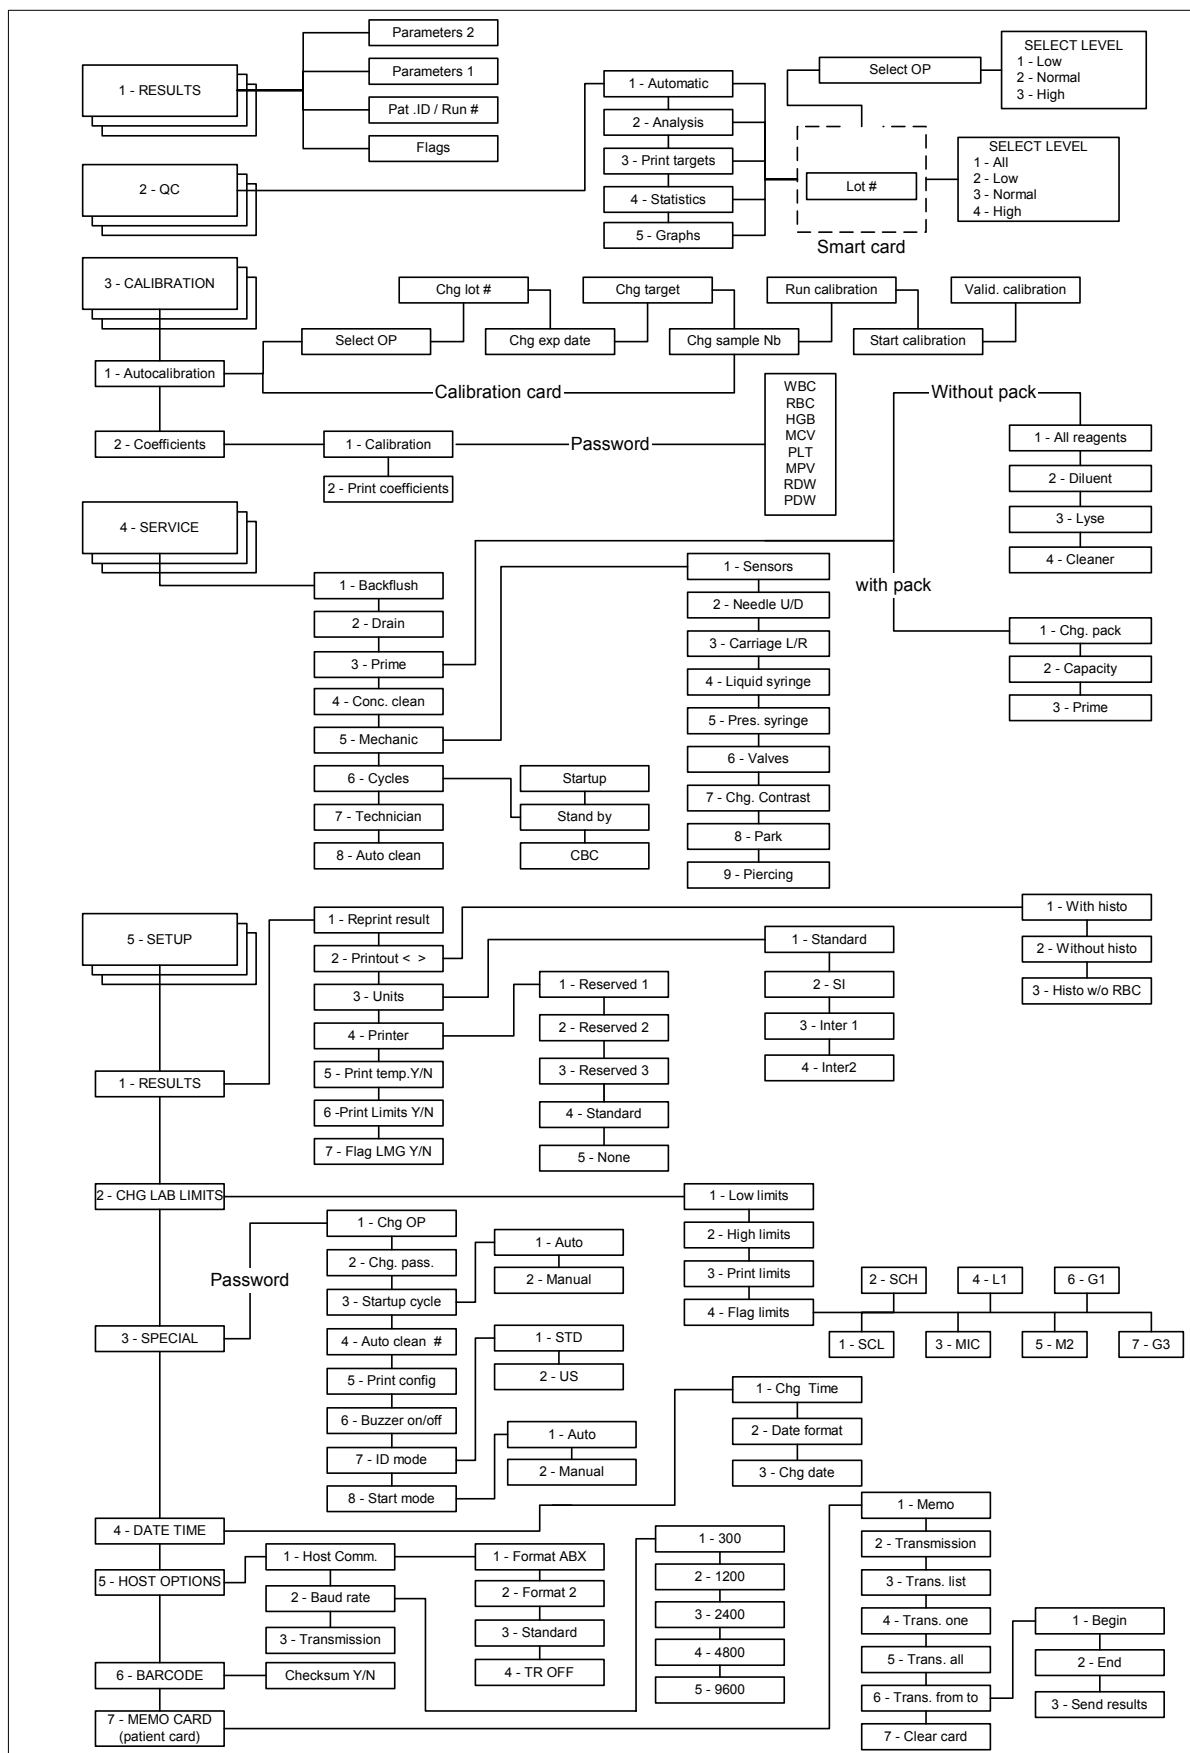 1 - RESULTS
Parameters 2
Parameters 1
Pat .ID / Run #
Flags
2 - QC
1 - Automatic
2 - Analysis
3 - Print targets
4 - Statistics
5 - Graphs
Select OP
SELECT LEVEL
1 - Low
2 - Normal
3 - High
Lot #
Smart card
SELECT LEVEL
1 - All
2 - Low
3 - Normal
4 - High
3 - CALIBRATION
Chg lot #
Chg target
Run calibration
Valid. calibration
Select OP
Chg exp date
Chg sample Nb
Start calibration
1 - Autocalibration
Calibration card
2 - Coefficients
1 - Calibration
2 - Print coefficients
Password
WBC
RBC
HGB
MCV
PLT
MPV
RDW
PDW
Without pack
1 - All reagents
2 - Diluent
3 - Lyse
4 - Cleaner
with pack
1 - Chg. pack
2 - Capacity
3 - Prime
4 - SERVICE
1 - Backflush
2 - Drain
3 - Prime
4 - Conc. clean
5 - Mechanic
6 - Cycles
7 - Technician
8 - Auto clean
Startup
Stand by
CBC
1 - Sensors
2 - Needle U/D
3 - Carriage L/R
4 - Liquid syringe
5 - Pres. syringe
6 - Valves
7 - Chg. Contrast
8 - Park
9 - Piercing
5 - SETUP
1 - RESULTS
1 - Reprint result
2 - Printout < >
3 - Units
4 - Printer
5 - Print temp.Y/N
6 -Print Limits Y/N
7 - Flag LMG Y/N
1 - Reserved 1
2 - Reserved 2
3 - Reserved 3
4 - Standard
5 - None
1 - Standard
2 - SI
3 - Inter 1
4 - Inter2
1 - With histo
2 - Without histo
3 - Histo w/o RBC
2 - CHG LAB LIMITS
1 - Low limits
2 - High limits
3 - Print limits
4 - Flag limits
2 - SCH
4 - L1
6 - G1
1 - SCL
3 - MIC
5 - M2
7 - G3
3 - SPECIAL
Password
1 - Chg OP
2 - Chg. pass.
3 - Startup cycle
4 - Auto clean #
5 - Print config
6 - Buzzer on/off
7 - ID mode
8 - Start mode
1 - Auto
2 - Manual
1 - STD
2 - US
1 - Auto
2 - Manual
4 - DATE TIME
1 - Chg Time
2 - Date format
3 - Chg date
5 - HOST OPTIONS
1 - Host Comm.
2 - Baud rate
3 - Transmission
1 - Format ABX
2 - Format 2
3 - Standard
4 - TR OFF
1 - 300
2 - 1200
3 - 2400
4 - 4800
5 - 9600
6 - BARCODE
Checksum Y/N
7 - MEMO CARD
(patient card)
1 - Memo
2 - Transmission
3 - Trans. list
4 - Trans. one
5 - Trans. all
6 - Trans. from to
7 - Clear card
1 - Begin
2 - End
3 - Send results